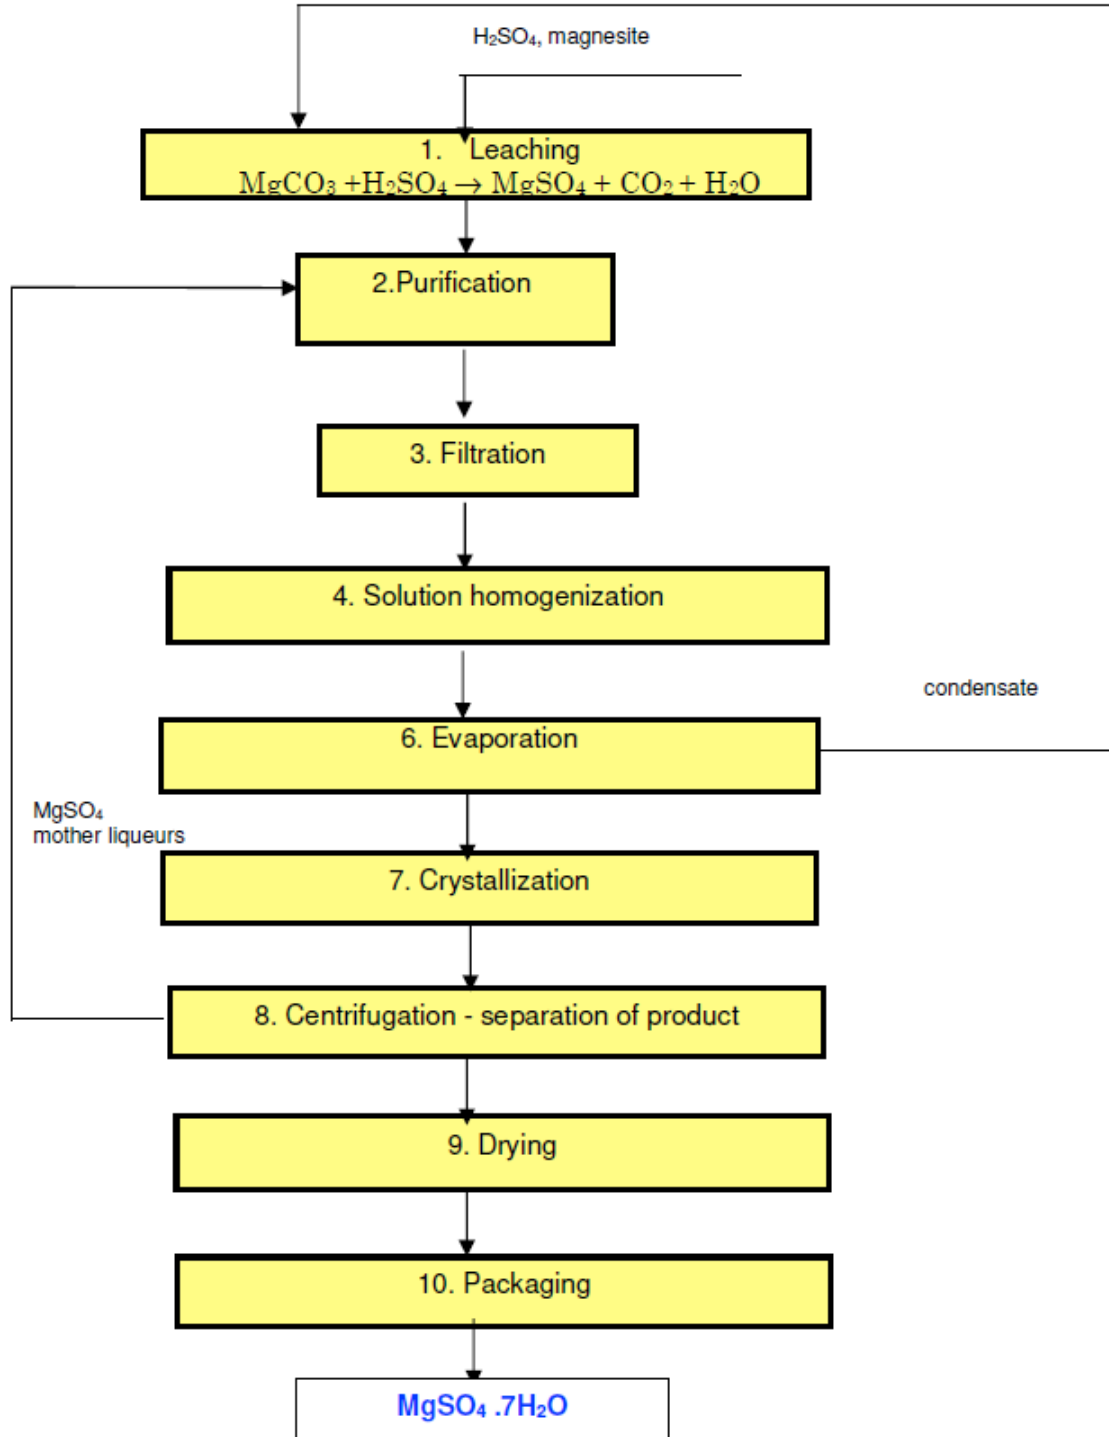 H₂SO₄, magnesite
1. Leaching
MgCO₃ +H₂SO₄ → MgSO₄ + CO₂ + H₂O
2.Purification
3. Filtration
4. Solution homogenization
condensate
6. Evaporation
MgSO₄
mother liqueurs
7. Crystallization
8. Centrifugation - separation of product
9. Drying
10. Packaging
MgSO₄ .7H₂O